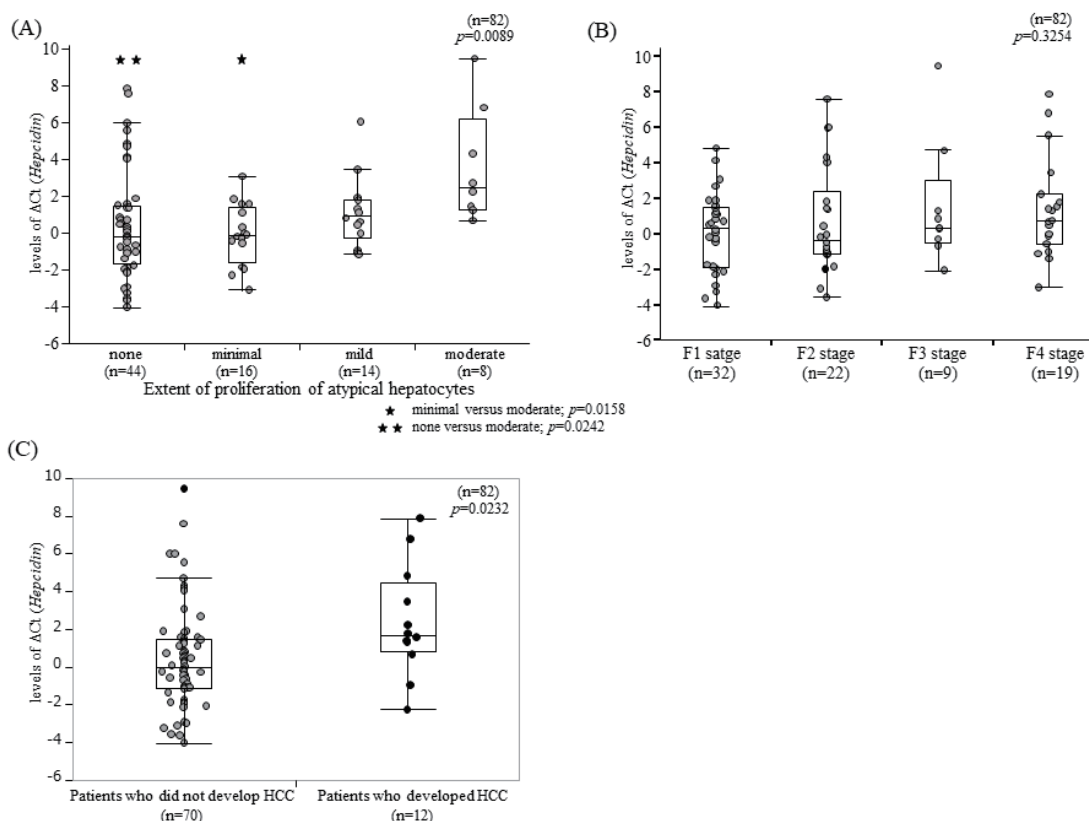 (A)
(n=82)
p=0.0089
levels of ΔCt (Hepcidin)
10
8
6
4
2
0
-2
-4
-6
★★
★
none
(n=44)
minimal
(n=16)
mild
(n=14)
moderate
(n=8)
Extent of proliferation of atypical hepatocytes
★ minimal versus moderate; p=0.0158
★★ none versus moderate; p=0.0242
(B)
(n=82)
p=0.3254
levels of ΔCt (Hepcidin)
10
8
6
4
2
0
-2
-4
-6
F1 satge
(n=32)
F2 stage
(n=22)
F3 stage
(n=9)
F4 stage
(n=19)
(C)
(n=82)
p=0.0232
levels of ΔCt (Hepcidin)
10
8
6
4
2
0
-2
-4
-6
Patients who did not develop HCC
(n=70)
Patients who developed HCC
(n=12)